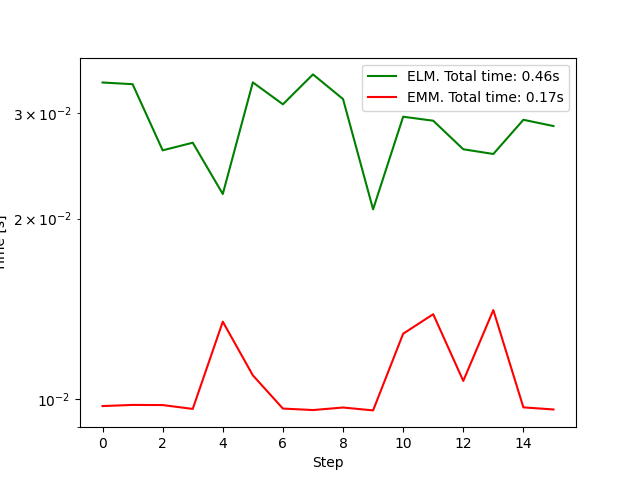 ELM. Total time: 0.46s
EMM. Total time: 0.17s
3 × 10⁻²
2 × 10⁻²
10⁻²
0 2 4 6 8 10 12 14
Step